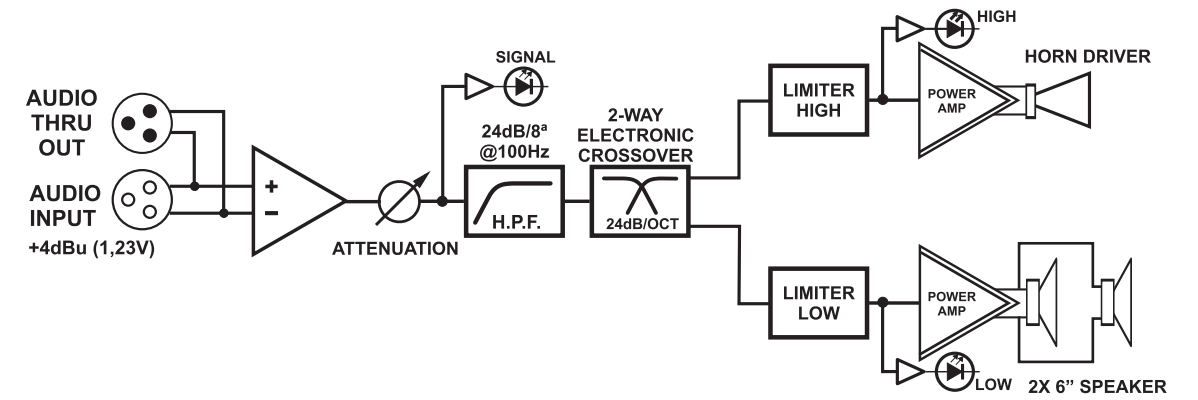 AUDIO
THRU
OUT
AUDIO
INPUT
+4dBu (1,23V)
+
−
ATTENUATION
SIGNAL
24dB/8ª
@100Hz
H.P.F.
2-WAY
ELECTRONIC
CROSSOVER
24dB/OCT
LIMITER
HIGH
HIGH
POWER
AMP
HORN DRIVER
LIMITER
LOW
POWER
AMP
LOW
2X 6” SPEAKER